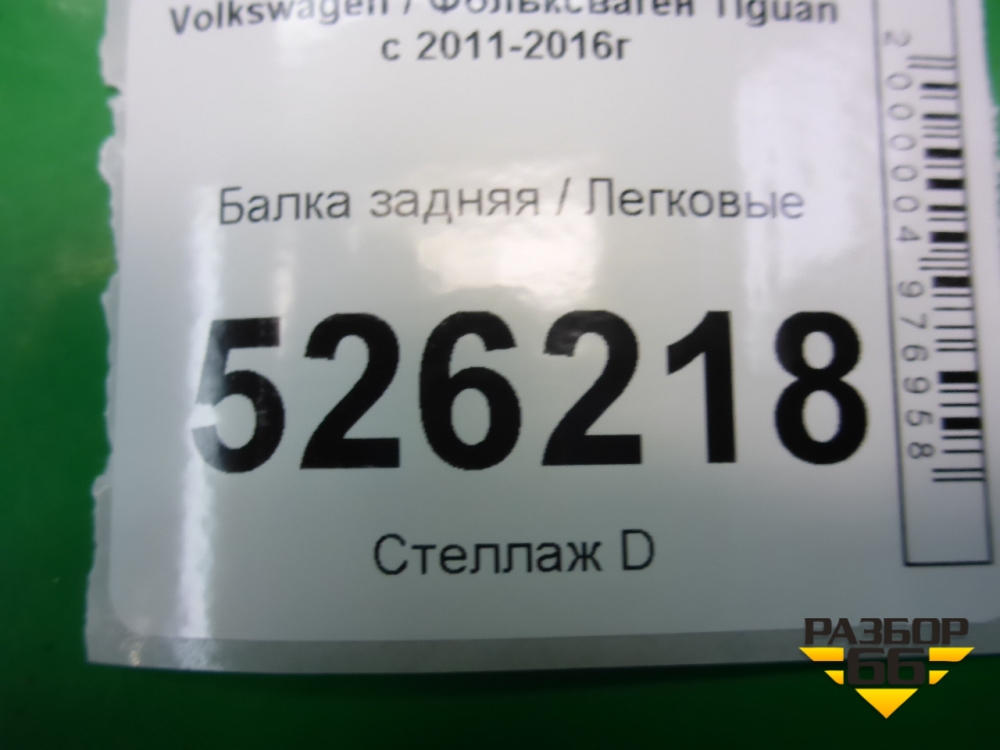 Volkswagen / Фольксваген Tiguan
с 2011-2016г
Балка задняя / Легковые
526218
Стеллаж D
2000004976958
РАЗБОР
66